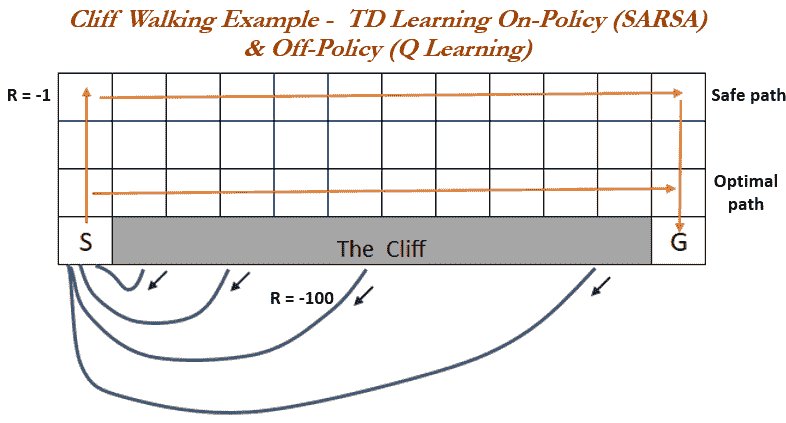 Cliff Walking Example - TD Learning On-Policy (SARSA)
& Off-Policy (Q Learning)
R = -1
Safe path
Optimal
path
S
The Cliff
G
R = -100